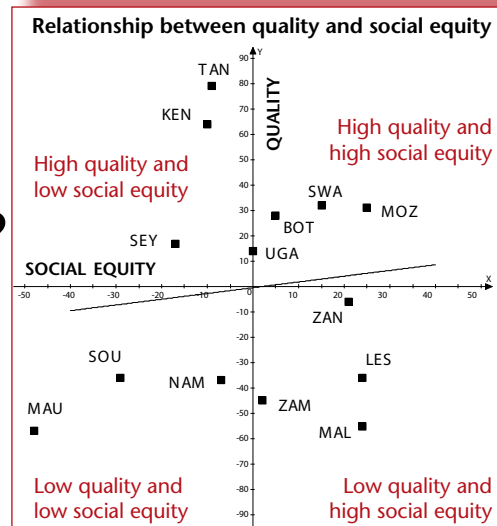 Relationship between quality and social equity
TAN
KEN
QUALITY
Y
90
80
70
60
50
40
30
20
10
0
High quality and
low social equity
High quality and
high social equity
SWA
MOZ
BOT
SEY
UGA
SOCIAL EQUITY
X
-50 -40 -30 -20 -10 0 10 20 30 40 50
ZAN
SOU
NAM
LES
MAU
ZAM
MAL
-10
-20
-30
-40
-50
-60
-70
-80
-90
Low quality and
low social equity
Low quality and
high social equity